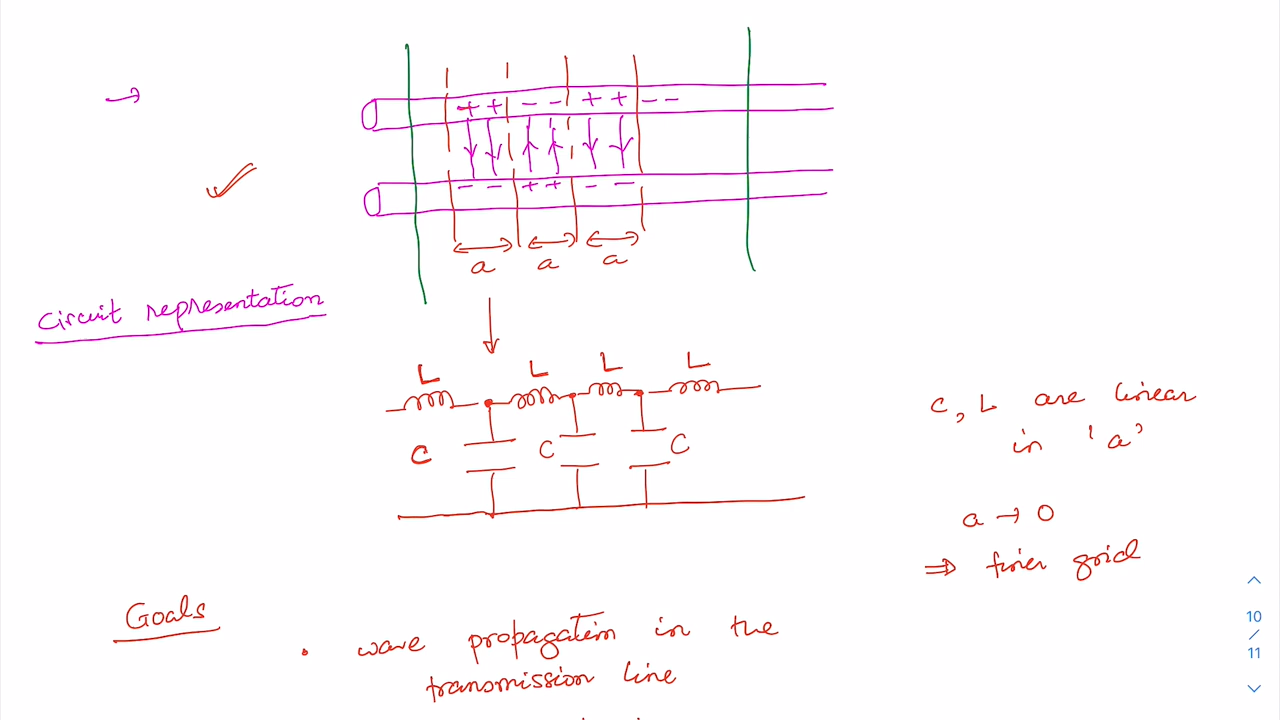 + + - - + + - -
- - + + - -
a a a
Circuit representation
L L L L
C C C
C, L are linear
in 'a'
a → 0
⇒ finer grid
Goals
• wave propagation in the
transmission line
10
/
11